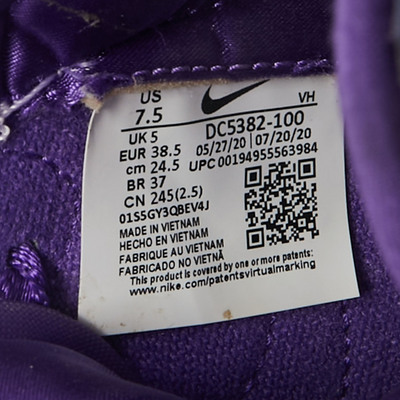 US
7.5
VH
UK 5
DC5382-100
EUR 38.5
05/27/20 07/20/20
cm 24.5
UPC 00194955563984
BR 37
CN 245(2.5)
01S5GY3QBEV4J
MADE IN VIETNAM
HECHO EN VIETNAM
FABRIQUE AU VIETNAM
FABRICADO NO VIETNÃ
This product is covered by one or more patents:
www.nike.com/patentsvirtualmarking